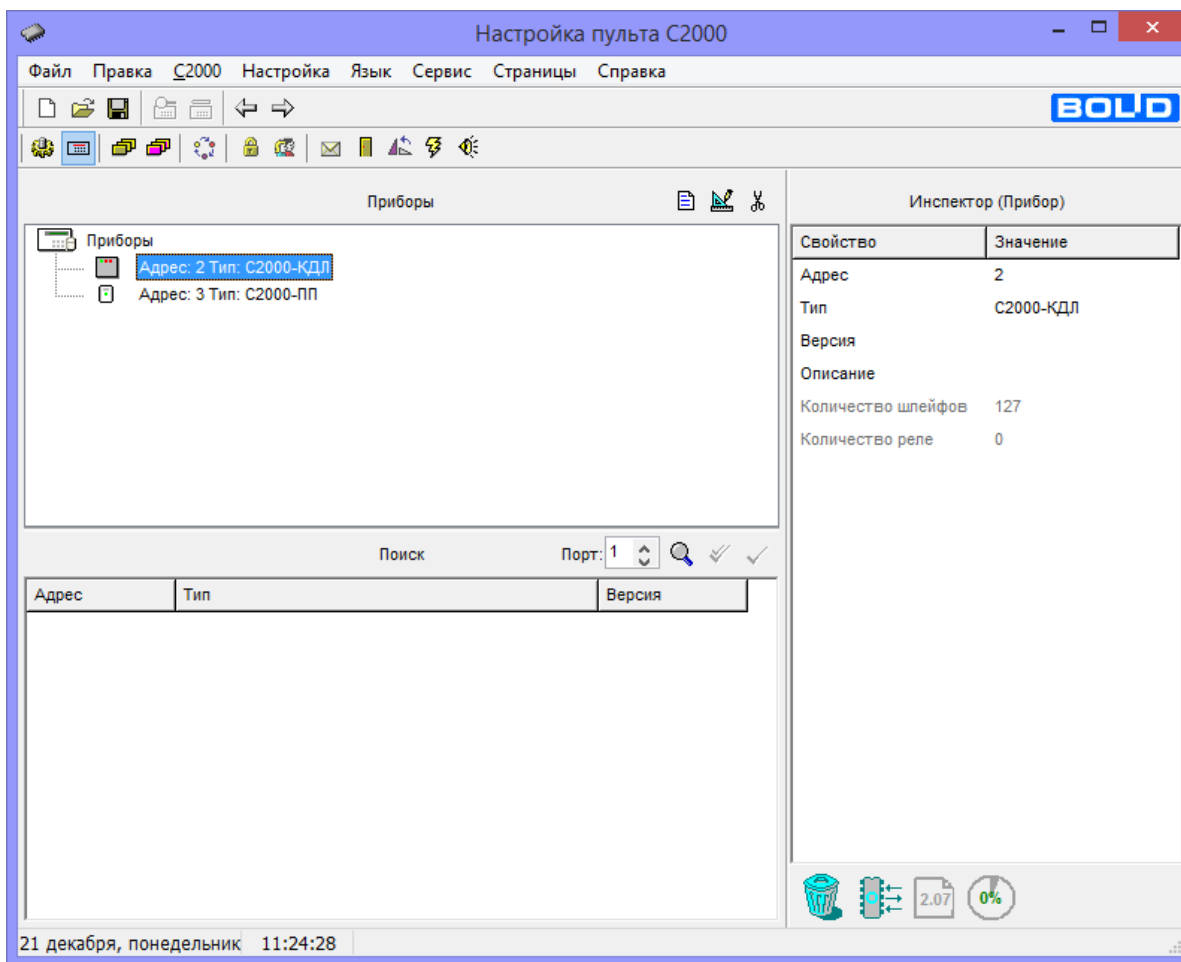 Настройка пульта С2000
Файл Правка С2000 Настройка Язык Сервис Страницы Справка
BOLID
Приборы
Инспектор (Прибор)
Приборы
Адрес: 2 Тип: С2000-КДЛ
Адрес: 3 Тип: С2000-ПП
Свойство Значение
Адрес 2
Тип С2000-КДЛ
Версия
Описание
Количество шлейфов 127
Количество реле 0
Поиск Порт: 1
Адрес Тип Версия
2.07 0%
21 декабря, понедельник 11:24:28